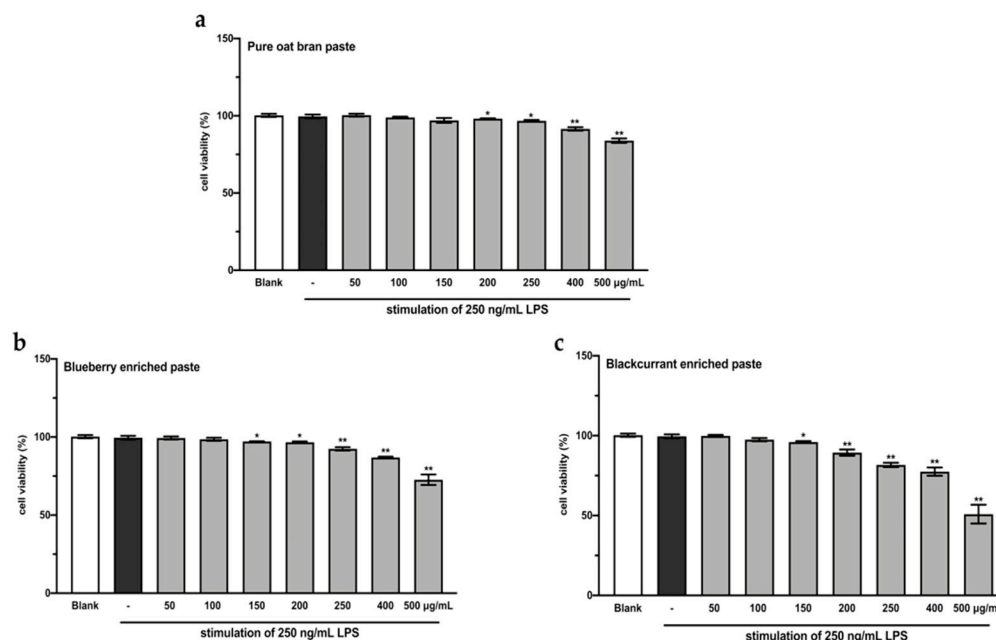 a
Pure oat bran paste
150
100
50
0
cell viability (%)
* * ** **
Blank - 50 100 150 200 250 400 500 µg/mL
stimulation of 250 ng/mL LPS
b
Blueberry enriched paste
150
100
50
0
cell viability (%)
* * ** ** **
Blank - 50 100 150 200 250 400 500 µg/mL
stimulation of 250 ng/mL LPS
c
Blackcurrant enriched paste
150
100
50
0
cell viability (%)
* ** ** ** **
Blank - 50 100 150 200 250 400 500 µg/mL
stimulation of 250 ng/mL LPS